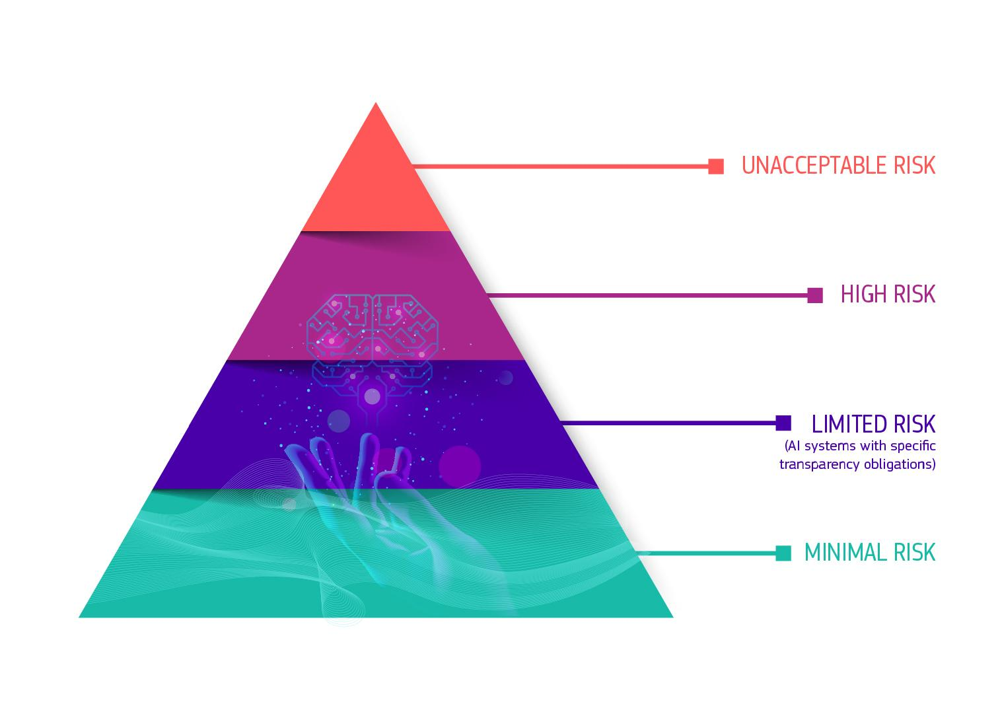 UNACCEPTABLE RISK
HIGH RISK
LIMITED RISK
(AI systems with specific
transparency obligations)
MINIMAL RISK